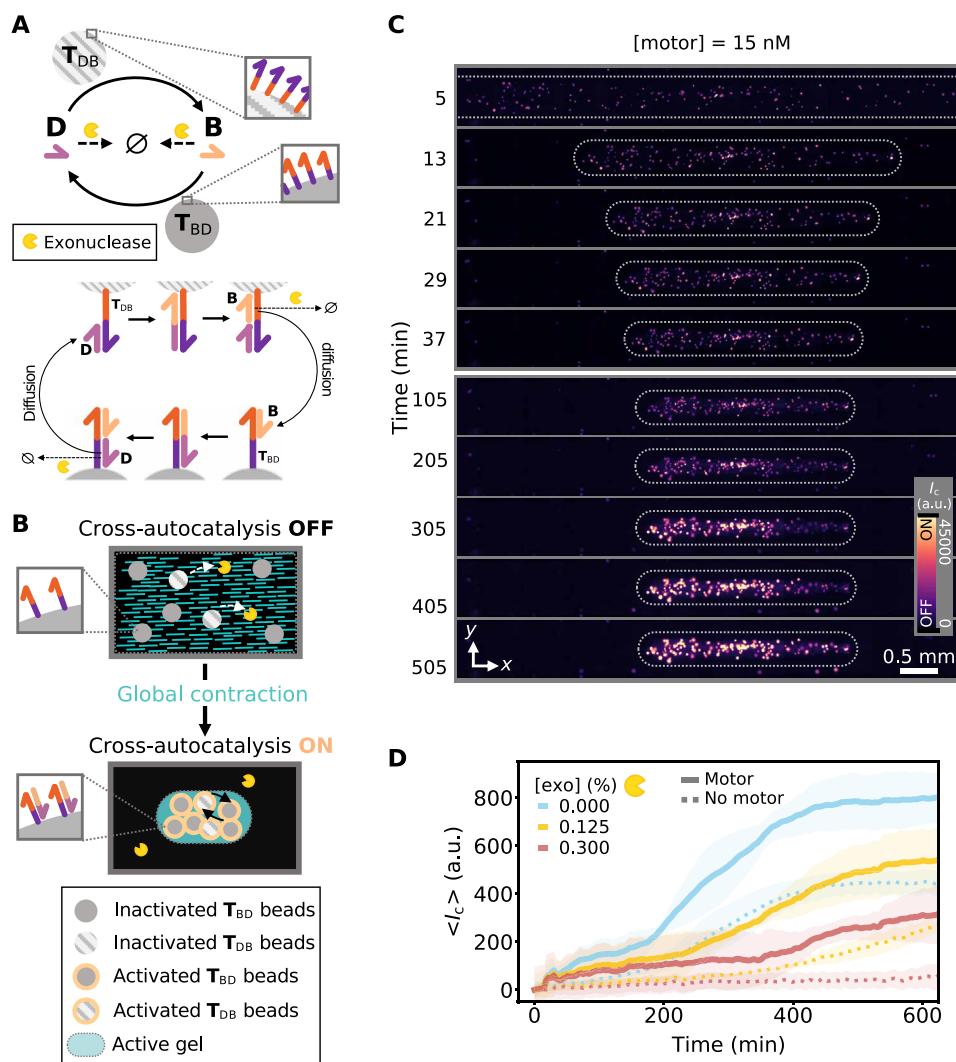 A
T_DB
D
B
∅
T_BD
Exonuclease
T_DB
B
∅
D
Diffusion
diffusion
B
∅
D
T_BD
B
Cross-autocatalysis OFF
Global contraction
Cross-autocatalysis ON
Inactivated T_BD beads
Inactivated T_DB beads
Activated T_BD beads
Activated T_DB beads
Active gel
C
[motor] = 15 nM
Time (min)
5
13
21
29
37
105
205
305
405
505
I_c
(a.u.)
OFF ON
0 45000
y
x
0.5 mm
D
[exo] (%)
0.000
0.125
0.300
Motor
No motor
<I_c> (a.u.)
800
600
400
200
0
0 200 400 600
Time (min)